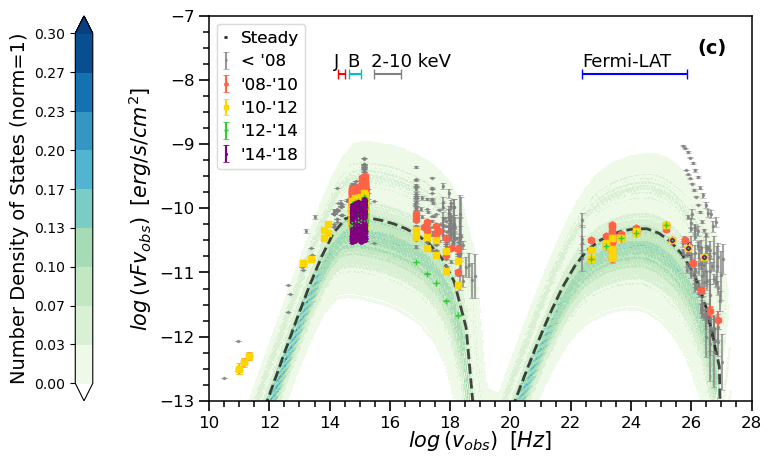 Number Density of States (norm=1)
0.30
0.27
0.23
0.20
0.17
0.13
0.10
0.07
0.03
0.00
log (νFν_obs) [erg/s/cm^2]
−7
−8
−9
−10
−11
−12
−13
Steady
< '08
'08-'10
'10-'12
'12-'14
'14-'18
J B 2-10 keV
Fermi-LAT
(c)
10 12 14 16 18 20 22 24 26 28
log (ν_obs) [Hz]